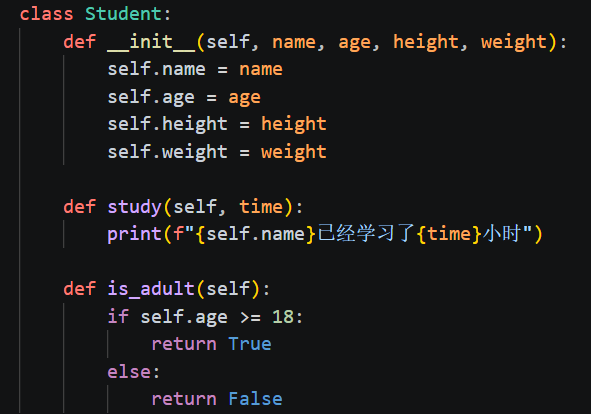 class Student:
    def __init__(self, name, age, height, weight):
        self.name = name
        self.age = age
        self.height = height
        self.weight = weight
    def study(self, time):
        print(f"{self.name}已经学习了{time}小时")
    def is_adult(self):
        if self.age >= 18:
            return True
        else:
            return False